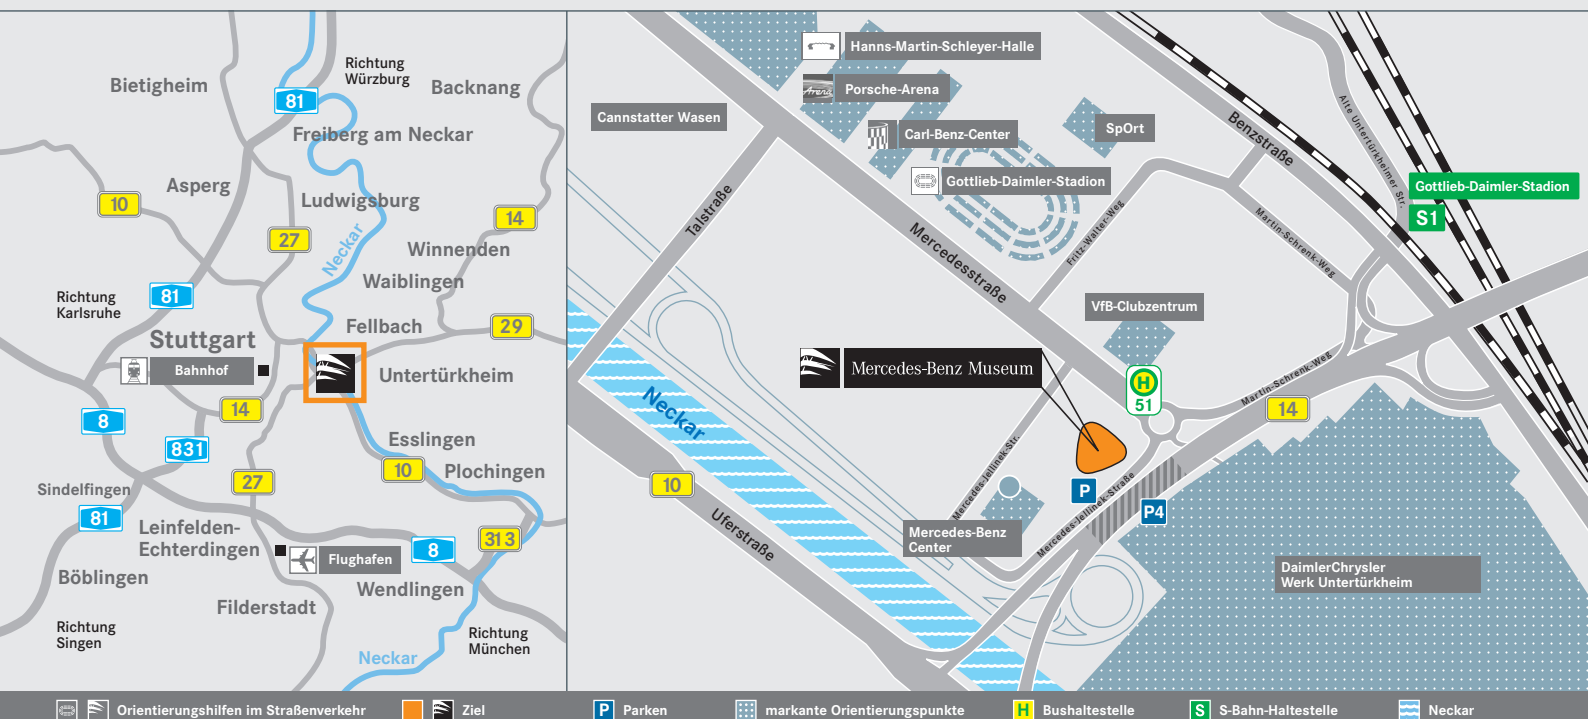 Richtung
Würzburg
Bietigheim
Backnang
81
Freiberg am Neckar
Asperg
Ludwigsburg
10
14
27
Neckar
Winnenden
Waiblingen
81
Richtung
Karlsruhe
Fellbach
29
Stuttgart
Bahnhof
Untertürkheim
14
8
831
Esslingen
10
Plochingen
27
Sindelfingen
81
Leinfelden-
Echterdingen
313
8
Flughafen
Böblingen
Wendlingen
Filderstadt
Richtung
Singen
Richtung
München
Neckar
Hanns-Martin-Schleyer-Halle
Arena
Porsche-Arena
Cannstatter Wasen
Carl-Benz-Center
SpOrt
Benzstraße
Alte Untertürkheimer Str.
Gottlieb-Daimler-Stadion
Gottlieb-Daimler-Stadion
S1
Talstraße
Fritz-Walter-Weg
Martin-Schrenk-Weg
Mercedesstraße
VfB-Clubzentrum
Mercedes-Benz Museum
H
51
Martin-Schrenk-Weg
14
Neckar
Mercedes-Jellinek-Str.
10
P
P4
Mercedes-Jellinek-Straße
Uferstraße
Mercedes-Benz
Center
DaimlerChrysler
Werk Untertürkheim
Orientierungshilfen im Straßenverkehr
Ziel
P Parken
markante Orientierungspunkte
H Bushaltestelle
S S-Bahn-Haltestelle
Neckar